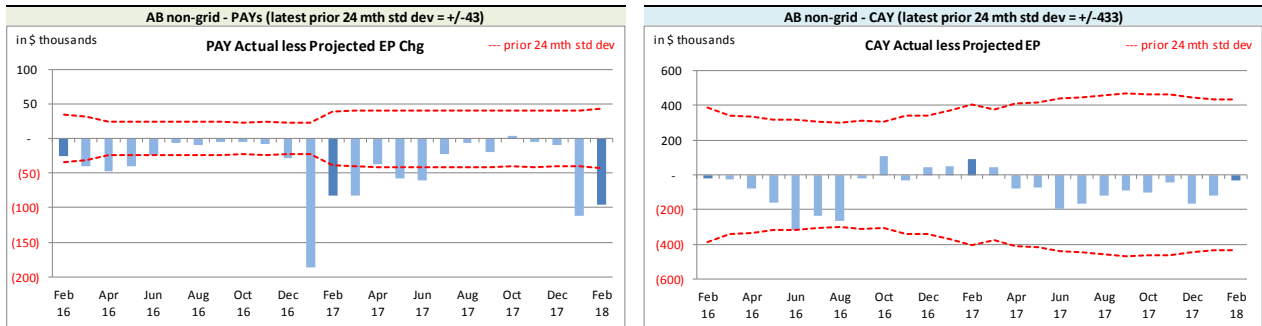 AB non-grid - PAYs (latest prior 24 mth std dev = +/-43)
in $ thousands
PAY Actual less Projected EP Chg
--- prior 24 mth std dev
100
50
-
(50)
(100)
(150)
(200)
Feb Apr Jun Aug Oct Dec Feb Apr Jun Aug Oct Dec Feb
16 16 16 16 16 16 17 17 17 17 17 17 18
AB non-grid - CAY (latest prior 24 mth std dev = +/-433)
in $ thousands
CAY Actual less Projected EP
--- prior 24 mth std dev
600
400
200
-
(200)
(400)
(600)
Feb Apr Jun Aug Oct Dec Feb Apr Jun Aug Oct Dec Feb
16 16 16 16 16 16 17 17 17 17 17 17 18